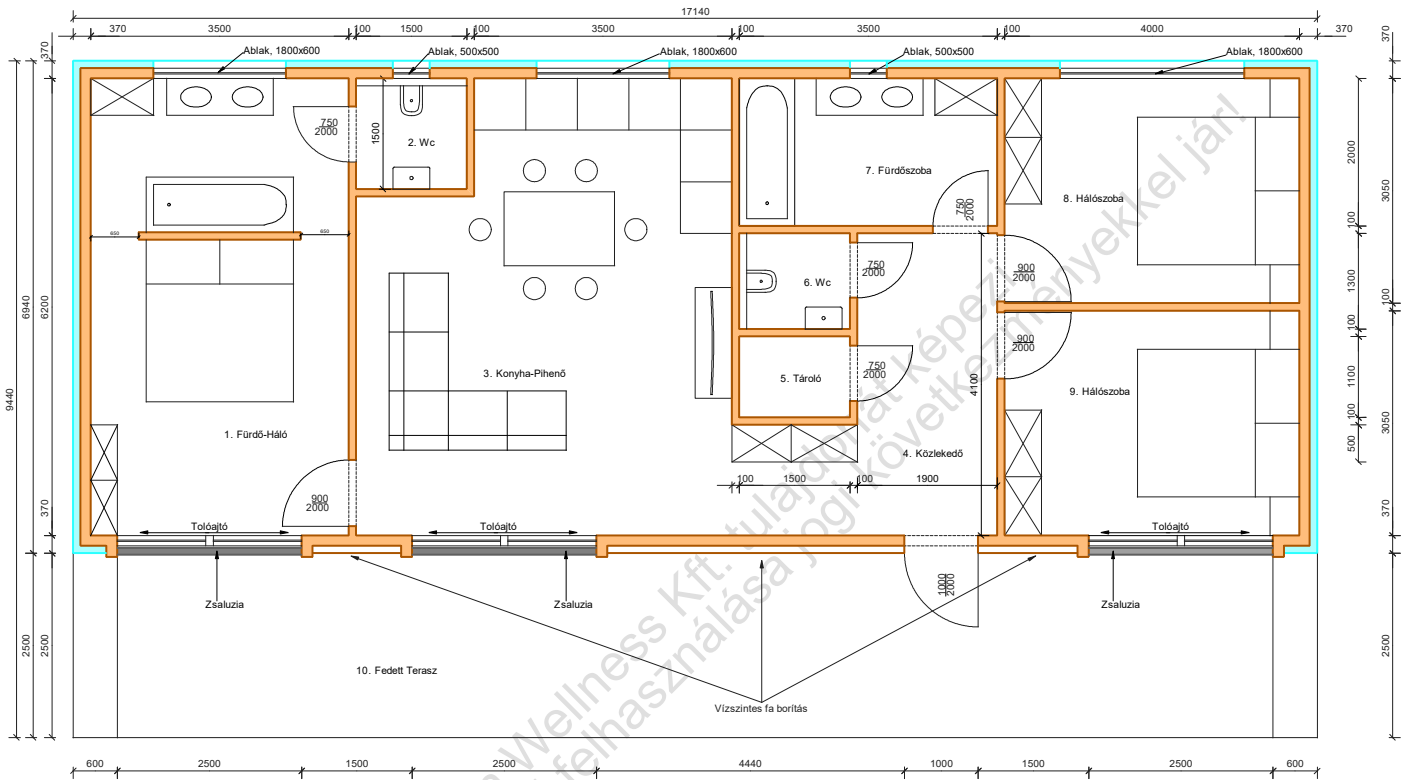 17140
370 3500 100 1500 100 3500 100 3500 100 4000 370
Ablak, 1800x600
Ablak, 500x500
Ablak, 1800x600
Ablak, 500x500
Ablak, 1800x600
370
6200
370
2500
6940
2500
9440
370
3050
100
3050
370
2500
2000
100
1300
100
1100
100
500
750
2000
1500
2. Wc
7. Fürdőszoba
750
2000
8. Hálószoba
650
650
750
2000
6. Wc
900
2000
900
2000
750
2000
5. Tároló
3. Konyha-Pihenő
4100
9. Hálószoba
1. Fürdő-Háló
4. Közlekedő
100 1500 100 1900
900
2000
Tolóajtó
Tolóajtó
Tolóajtó
1000
2000
Zsaluzia
Zsaluzia
Zsaluzia
10. Fedett Terasz
Vízszintes fa borítás
600 2500 1500 2500 4440 1000 1500 2500 600
Wellness Kft. tulajdonát képezi,
felhasználása jogi következményekkel jár!